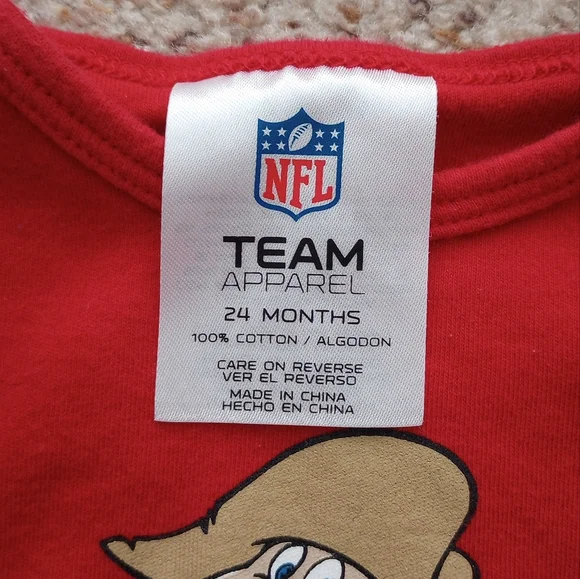 NFL
TEAM
APPAREL
24 MONTHS
100% COTTON / ALGODON
CARE ON REVERSE
VER EL REVERSO
MADE IN CHINA
HECHO EN CHINA